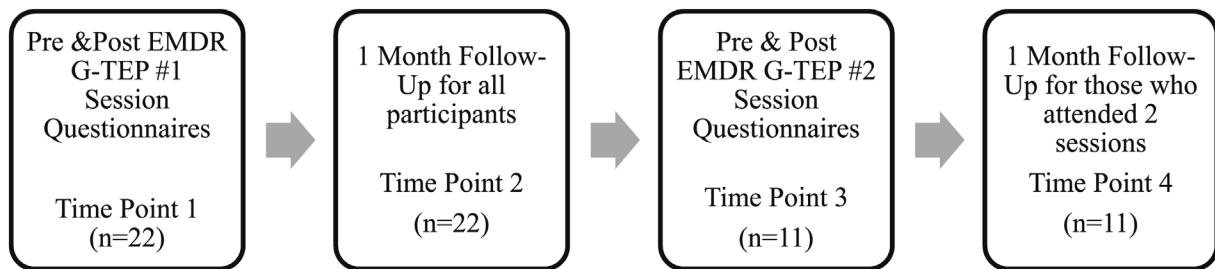 Pre &Post EMDR
G-TEP #1
Session
Questionnaires
Time Point 1
(n=22)
1 Month Follow-
Up for all
participants
Time Point 2
(n=22)
Pre & Post
EMDR G-TEP #2
Session
Questionnaires
Time Point 3
(n=11)
1 Month Follow-
Up for those who
attended 2
sessions
Time Point 4
(n=11)